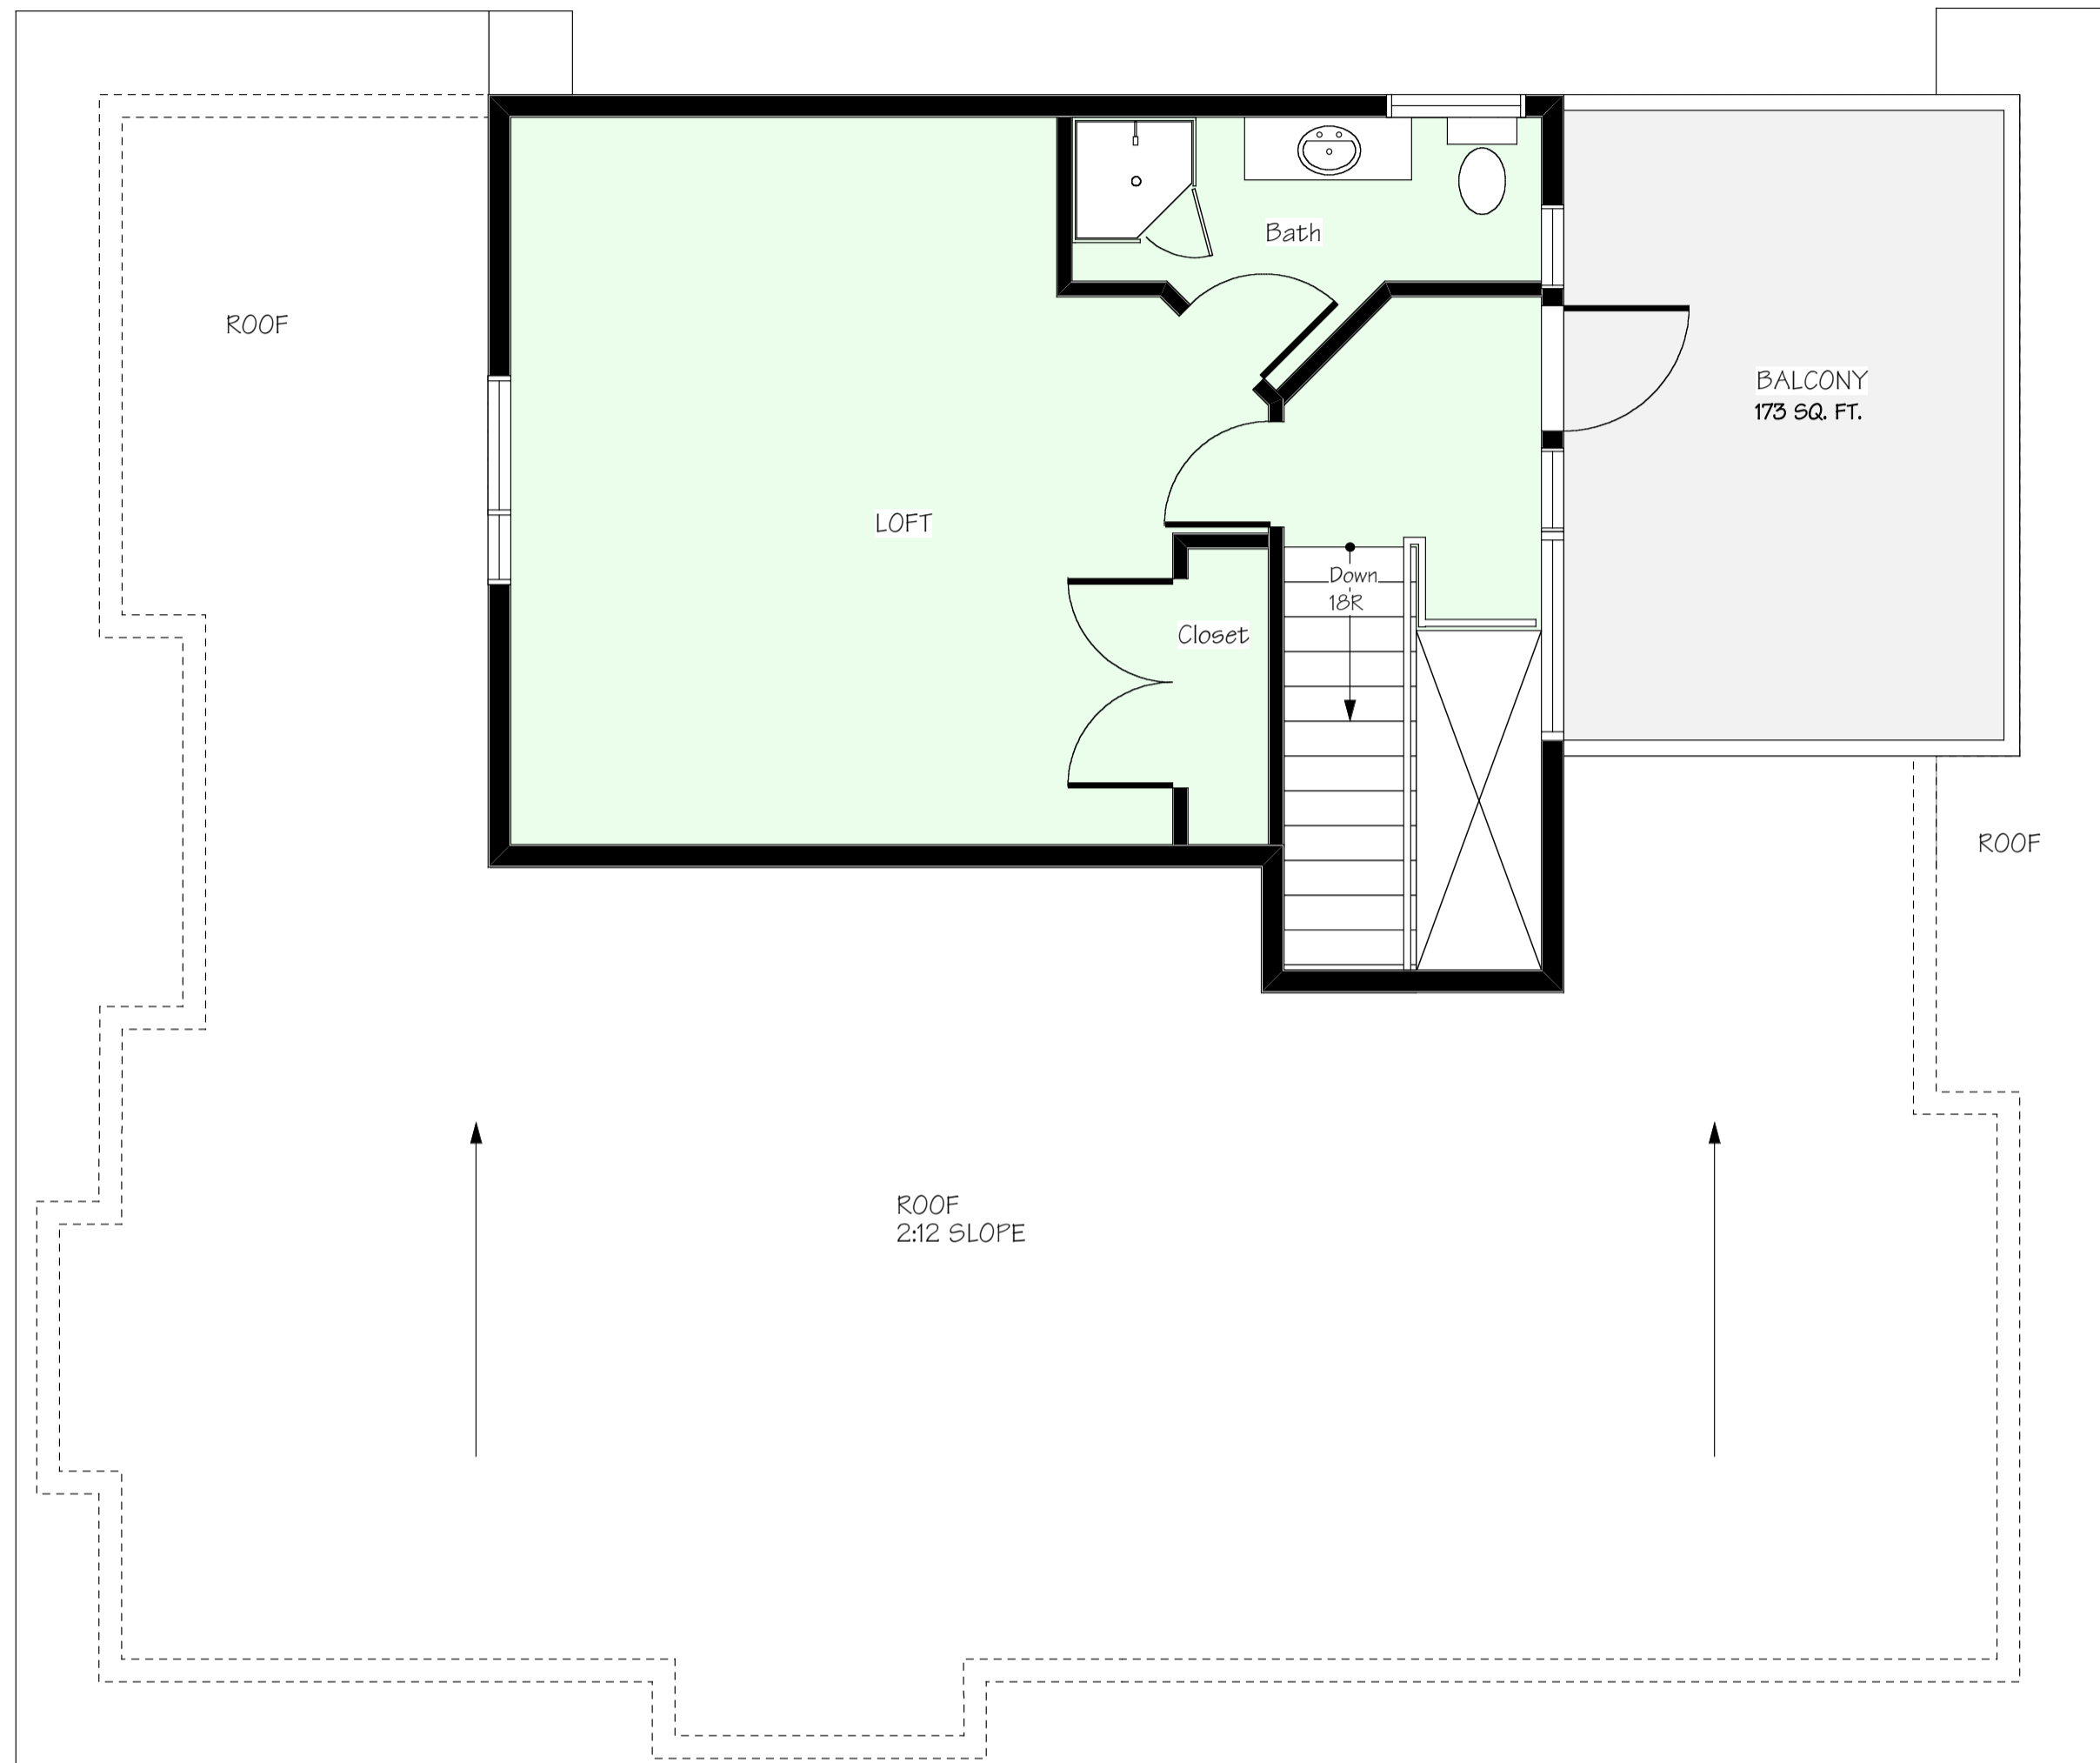 Bath
ROOF
BALCONY
173 SQ. FT.
LOFT
Down
18R
Closet
ROOF
ROOF
2:12 SLOPE